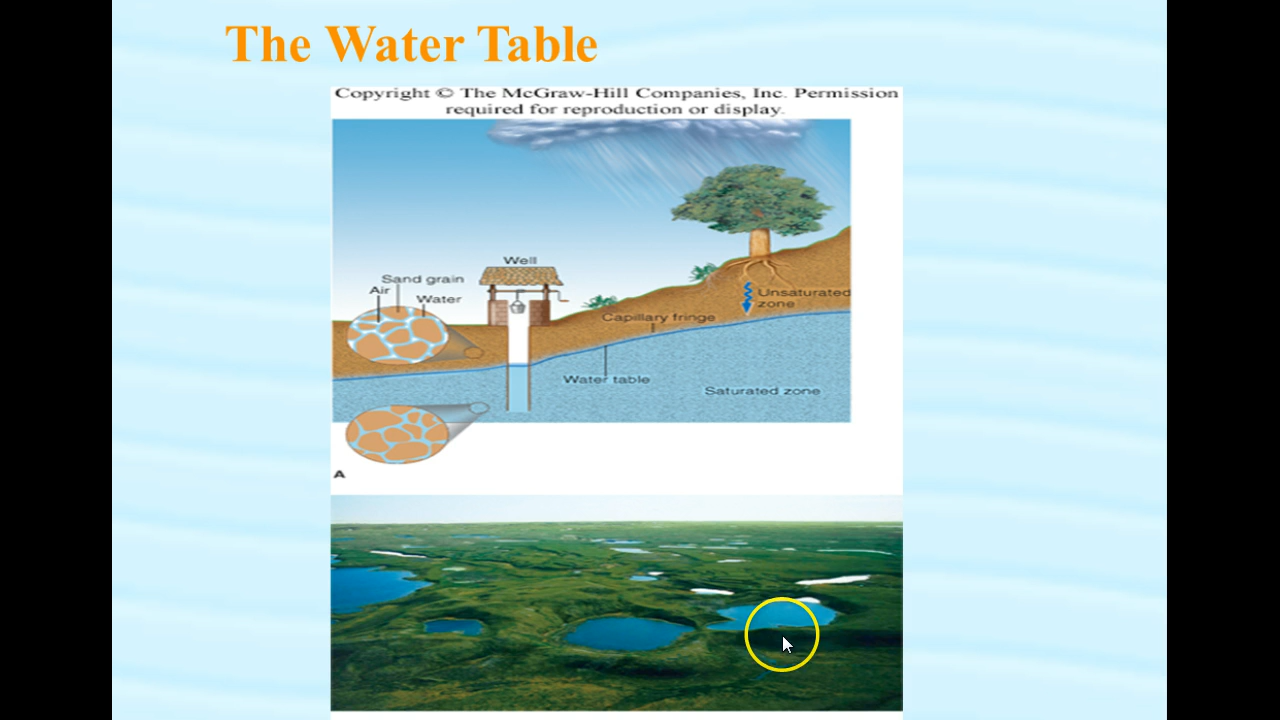 The Water Table
Copyright © The McGraw-Hill Companies, Inc. Permission
required for reproduction or display.
Well
Sand grain
Air
Water
Unsaturated
zone
Capillary fringe
Water table
Saturated zone
A